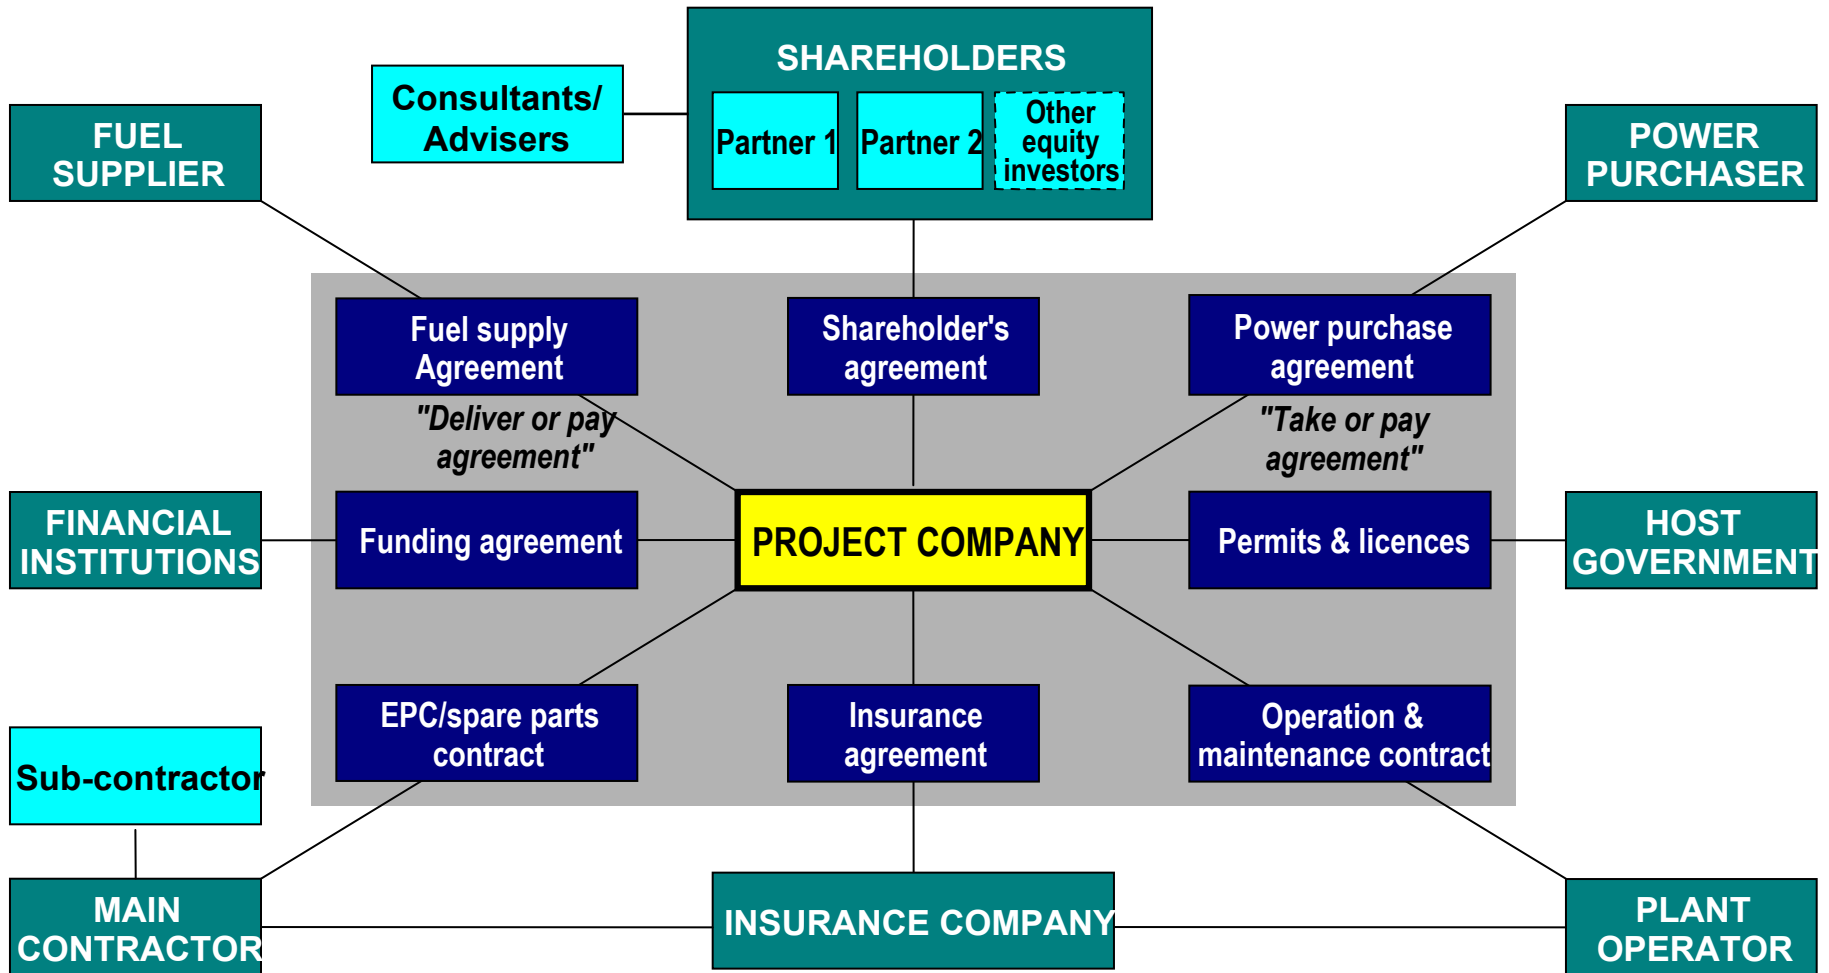 SHAREHOLDERS
Consultants/
Advisers
Partner 1
Partner 2
Other
equity
investors
FUEL
SUPPLIER
POWER
PURCHASER
Fuel supply
Agreement
Shareholder's
agreement
Power purchase
agreement
"Deliver or pay
agreement"
"Take or pay
agreement"
FINANCIAL
INSTITUTIONS
Funding agreement
PROJECT COMPANY
Permits & licences
HOST
GOVERNMENT
EPC/spare parts
contract
Insurance
agreement
Operation &
maintenance contract
Sub-contractor
MAIN
CONTRACTOR
INSURANCE COMPANY
PLANT
OPERATOR